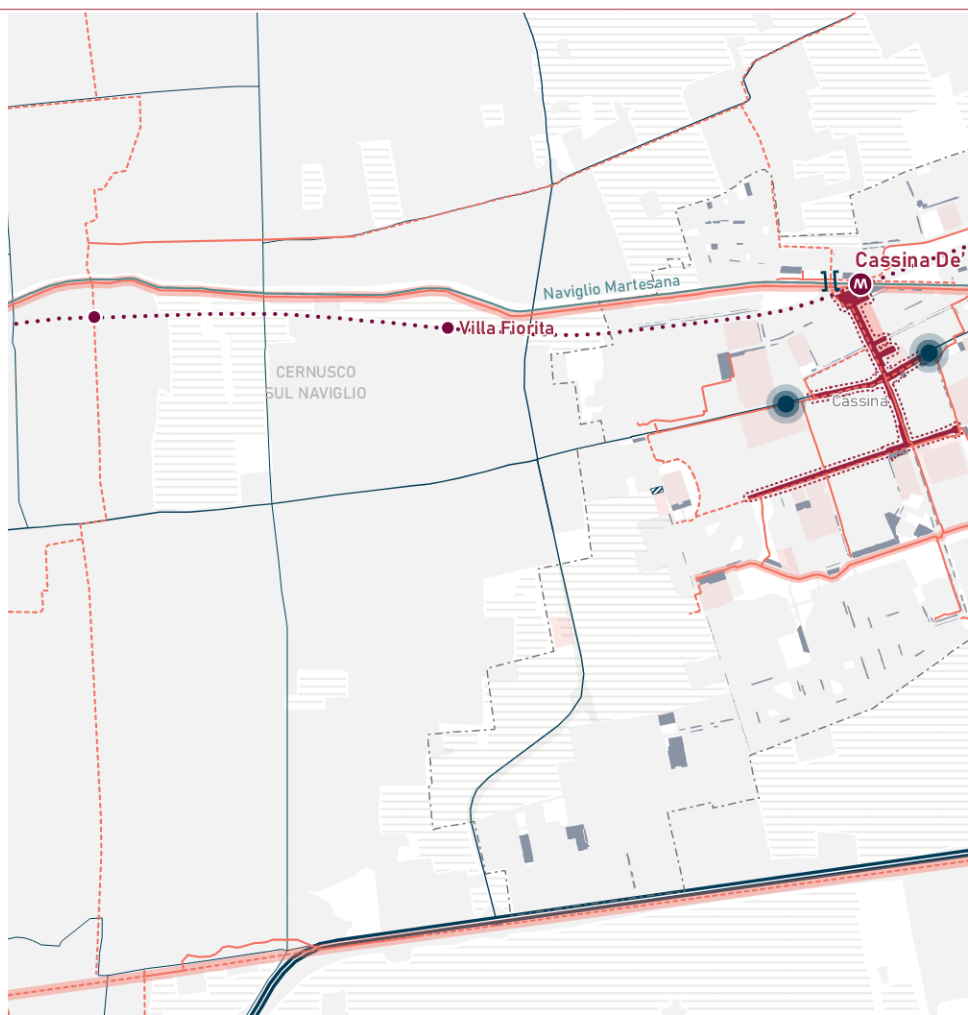 Cassina De'
M
Naviglio Martesana
Villa Fiorita
CERNUSCO
SUL NAVIGLIO
Cassina